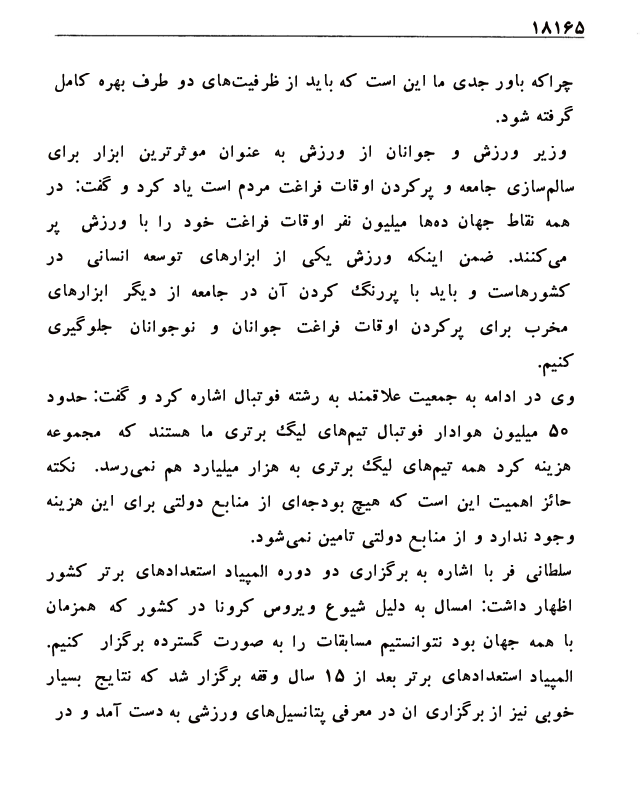 ۱۸۱۶۵
چراکه باور جدی ما این است که باید از ظرفیت‌های دو طرف بهره کامل
گرفته شود.
وزیر ورزش و جوانان از ورزش به عنوان موثرترین ابزار برای
سالم‌سازی جامعه و پرکردن اوقات فراغت مردم است یاد کرد و گفت: در
همه نقاط جهان ده‌ها میلیون نفر اوقات فراغت خود را با ورزش پر
می‌کنند. ضمن اینکه ورزش یکی از ابزارهای توسعه انسانی در
کشورهاست و باید با پررنگ کردن آن در جامعه از دیگر ابزارهای
مخرب برای پرکردن اوقات فراغت جوانان و نوجوانان جلوگیری
کنیم.
وی در ادامه به جمعیت علاقمند به رشته فوتبال اشاره کرد و گفت: حدود
۵۰ میلیون هوادار فوتبال تیم‌های لیگ برتری ما هستند که مجموعه
هزینه کرد همه تیم‌های لیگ برتری به هزار میلیارد هم نمی‌رسد. نکته
حائز اهمیت این است که هیچ بودجه‌ای از منابع دولتی برای این هزینه
وجود ندارد و از منابع دولتی تامین نمی‌شود.
سلطانی فر با اشاره به برگزاری دو دوره المپیاد استعدادهای برتر کشور
اظهار داشت: امسال به دلیل شیوع ویروس کرونا در کشور که همزمان
با همه جهان بود نتوانستیم مسابقات را به صورت گسترده برگزار کنیم.
المپیاد استعدادهای برتر بعد از ۱۵ سال وقفه برگزار شد که نتایج بسیار
خوبی نیز از برگزاری ان در معرفی پتانسیل‌های ورزشی به دست آمد و در